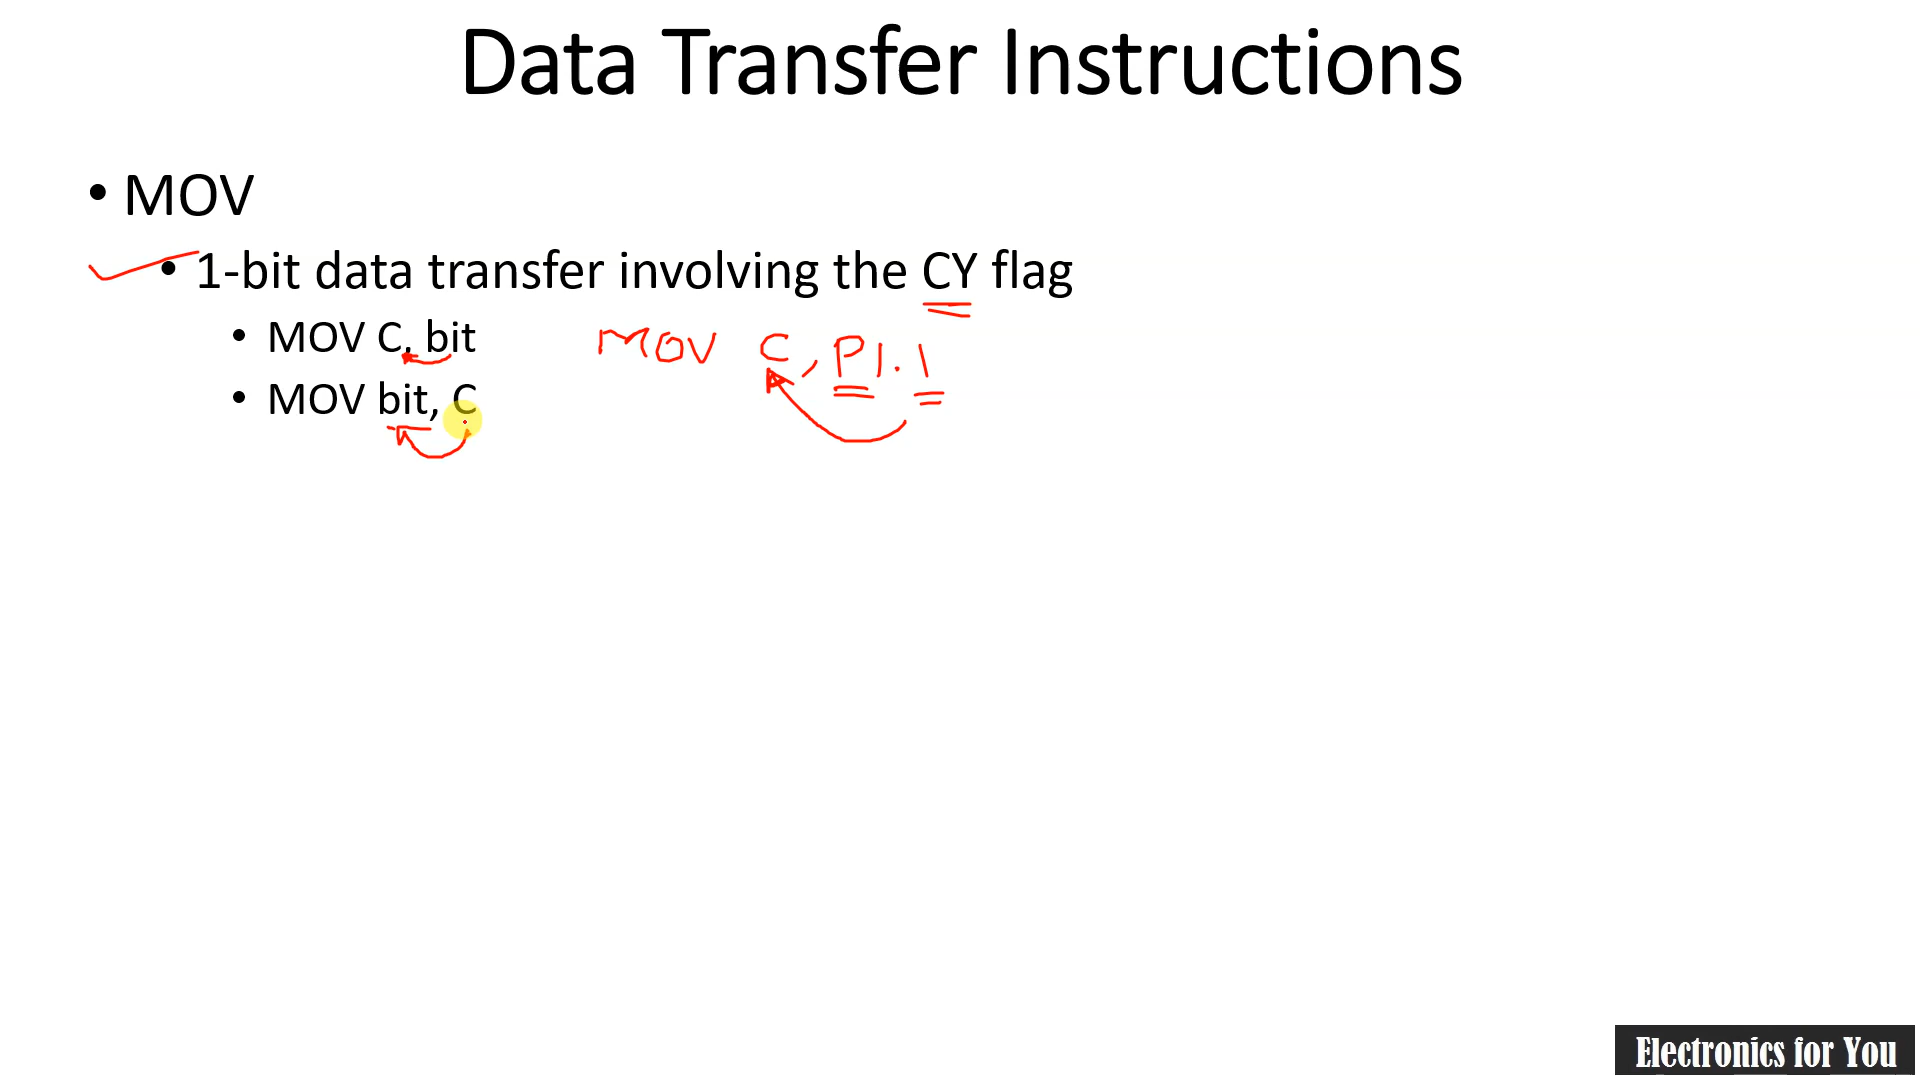 Data Transfer Instructions
• MOV
• 1-bit data transfer involving the CY flag
• MOV C, bit
MOV C, P1.1
• MOV bit, C
Electronics for You